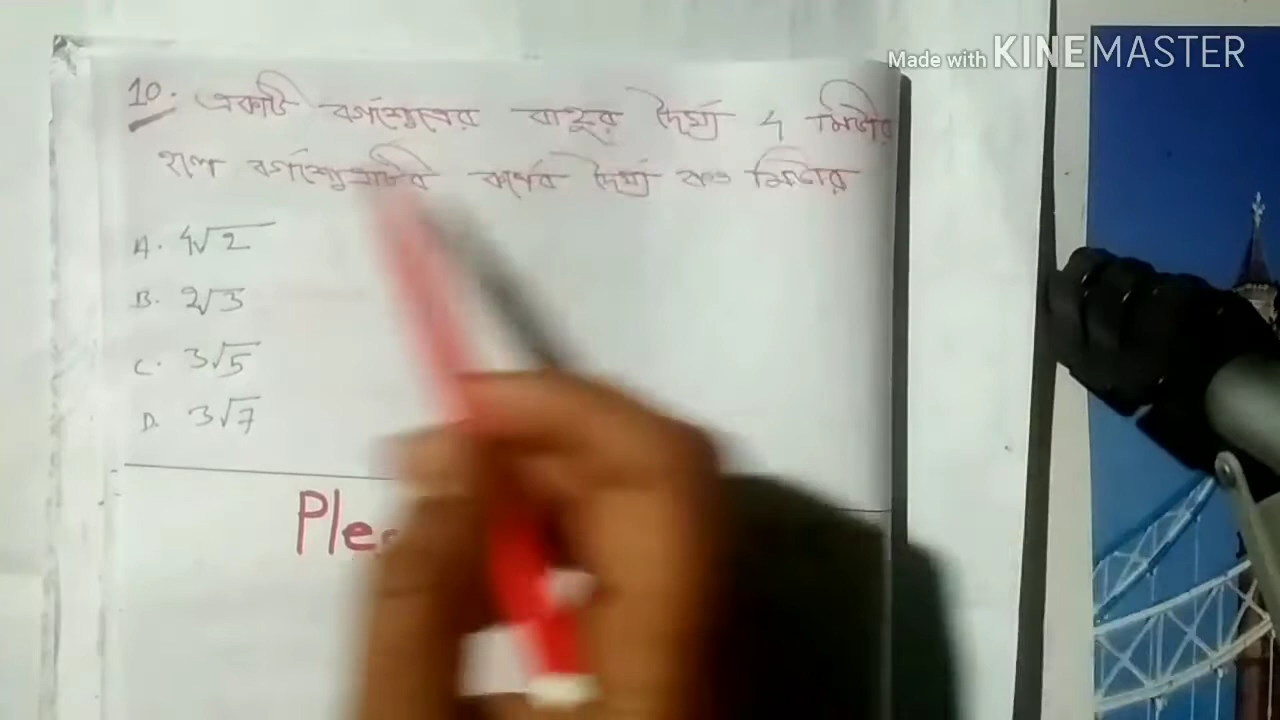 Made with KINEMASTER
10. একটি বর্গক্ষেত্রের বাহুর দৈর্ঘ্য 4 মিটার
হলে বর্গক্ষেত্রটির কর্ণের দৈর্ঘ্য কত মিটার
A. 4√2
B. 2√3
C. 3√5
D. 3√7